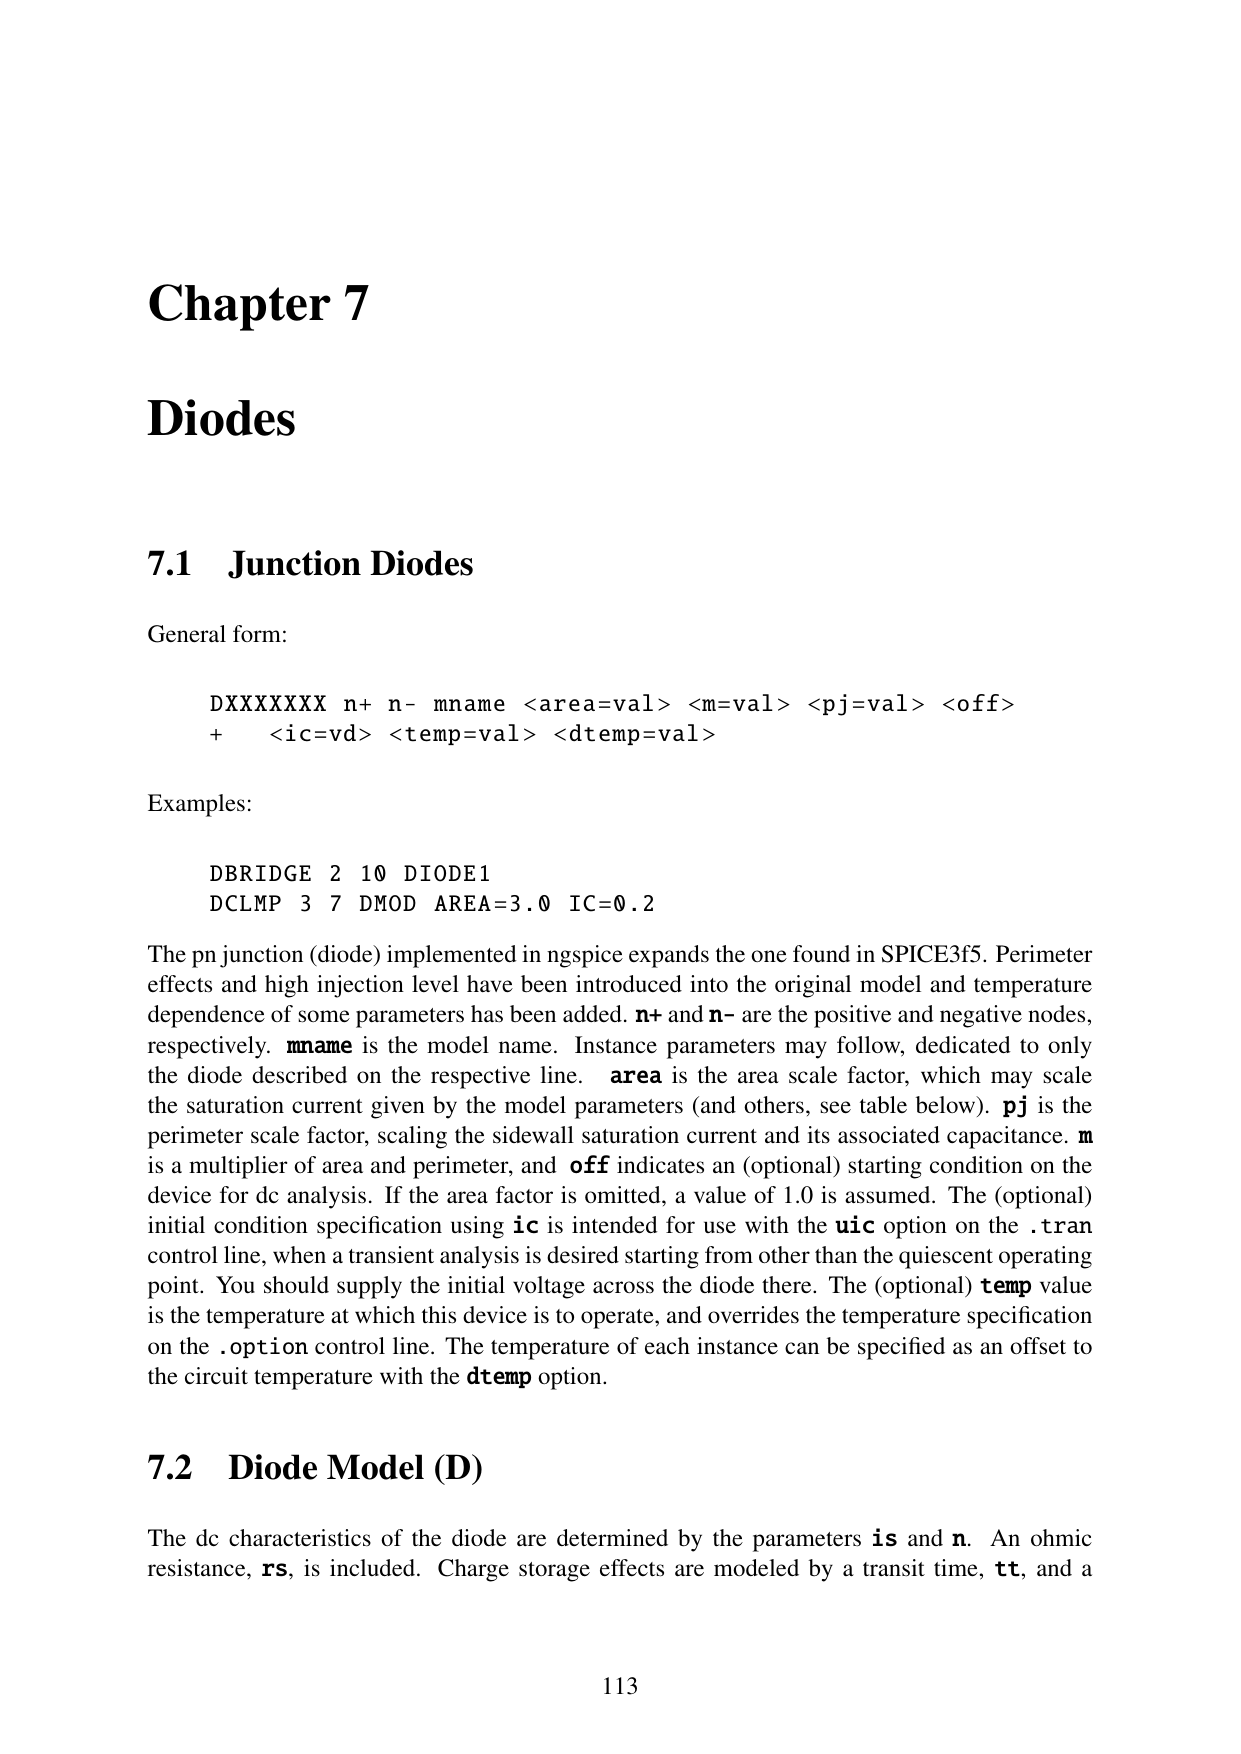 Chapter 7
Diodes
7.1 Junction Diodes
General form:
DXXXXXXX n+ n- mname <area=val> <m=val> <pj=val> <off>
+ <ic=vd> <temp=val> <dtemp=val>
Examples:
DBRIDGE 2 10 DIODE1
DCLMP 3 7 DMOD AREA=3.0 IC=0.2
The pn junction (diode) implemented in ngspice expands the one found in SPICE3f5. Perimeter
effects and high injection level have been introduced into the original model and temperature
dependence of some parameters has been added. n+ and n- are the positive and negative nodes,
respectively. mname is the model name. Instance parameters may follow, dedicated to only
the diode described on the respective line. area is the area scale factor, which may scale
the saturation current given by the model parameters (and others, see table below). pj is the
perimeter scale factor, scaling the sidewall saturation current and its associated capacitance. m
is a multiplier of area and perimeter, and off indicates an (optional) starting condition on the
device for dc analysis. If the area factor is omitted, a value of 1.0 is assumed. The (optional)
initial condition specification using ic is intended for use with the uic option on the .tran
control line, when a transient analysis is desired starting from other than the quiescent operating
point. You should supply the initial voltage across the diode there. The (optional) temp value
is the temperature at which this device is to operate, and overrides the temperature specification
on the .option control line. The temperature of each instance can be specified as an offset to
the circuit temperature with the dtemp option.
7.2 Diode Model (D)
The dc characteristics of the diode are determined by the parameters is and n. An ohmic
resistance, rs, is included. Charge storage effects are modeled by a transit time, tt, and a
113